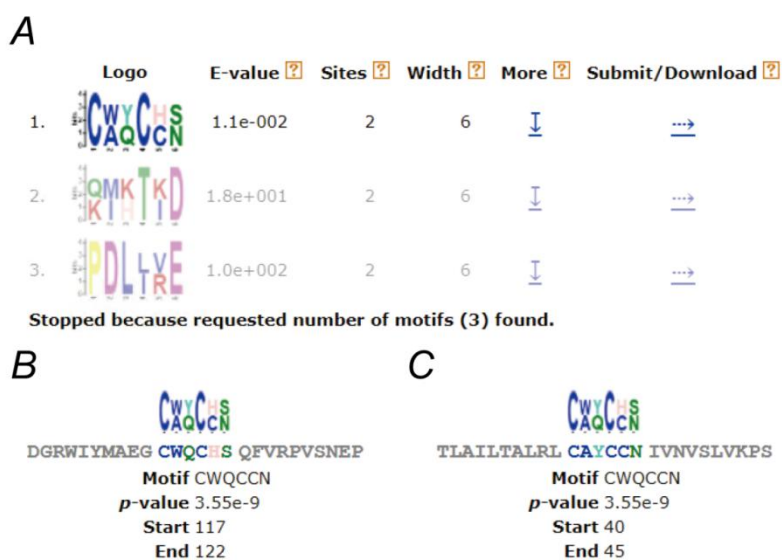 A
Logo E-value ? Sites ? Width ? More ? Submit/Download ?
1. 1.1e-002 2 6
2. 1.8e+001 2 6
3. 1.0e+002 2 6
Stopped because requested number of motifs (3) found.
B
DGRWIYMAEG CWQCHS QFVRPVSNEP
Motif CWQCCN
p-value 3.55e-9
Start 117
End 122
C
TLAILTALRL CAYCCN IVNVSLVKPS
Motif CWQCCN
p-value 3.55e-9
Start 40
End 45